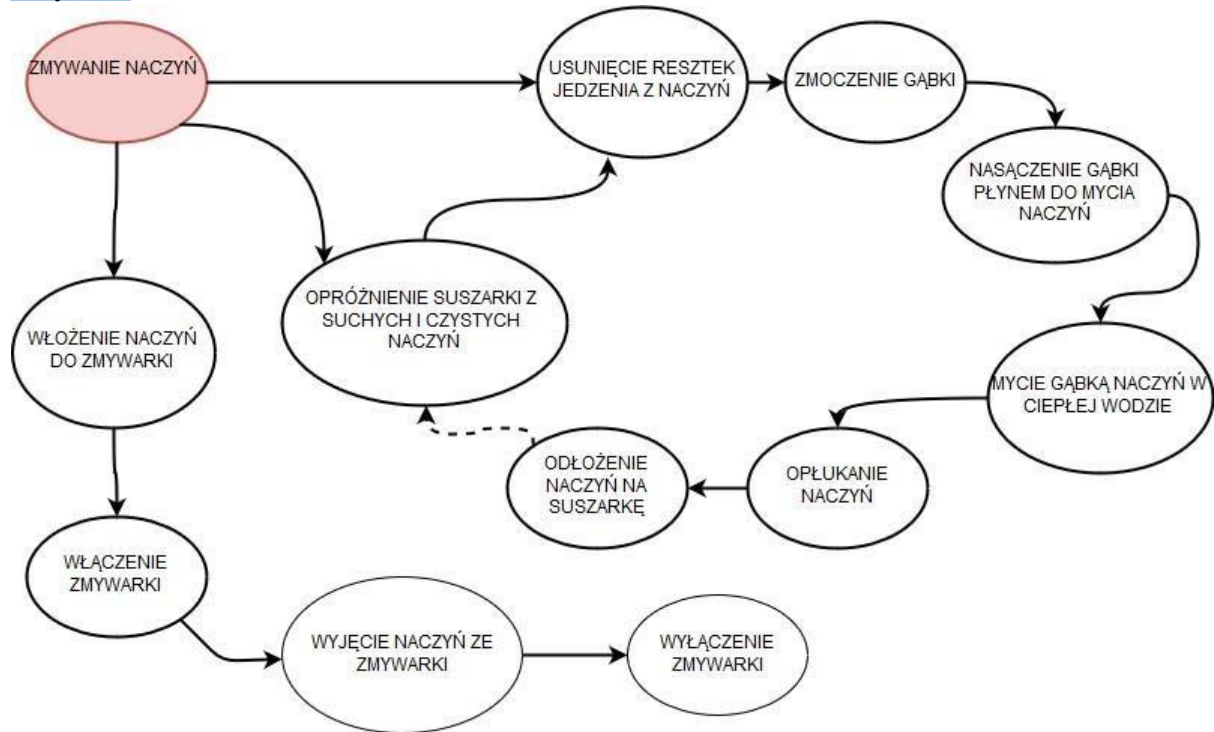 ZMYWANIE NACZYŃ
USUNIĘCIE RESZTEK
JEDZENIA Z NACZYŃ
ZMOCZENIE GĄBKI
NASĄCZENIE GĄBKI
PŁYNEM DO MYCIA
NACZYŃ
OPRÓŻNIENIE SUSZARKI Z
SUCHYCH I CZYSTYCH
NACZYŃ
WŁOŻENIE NACZYŃ
DO ZMYWARKI
MYCIE GĄBKĄ NACZYŃ W
CIEPŁEJ WODZIE
ODŁOŻENIE
NACZYŃ NA
SUSZARKĘ
OPŁUKANIE
NACZYŃ
WŁĄCZENIE
ZMYWARKI
WYJĘCIE NACZYŃ ZE
ZMYWARKI
WYŁĄCZENIE
ZMYWARKI